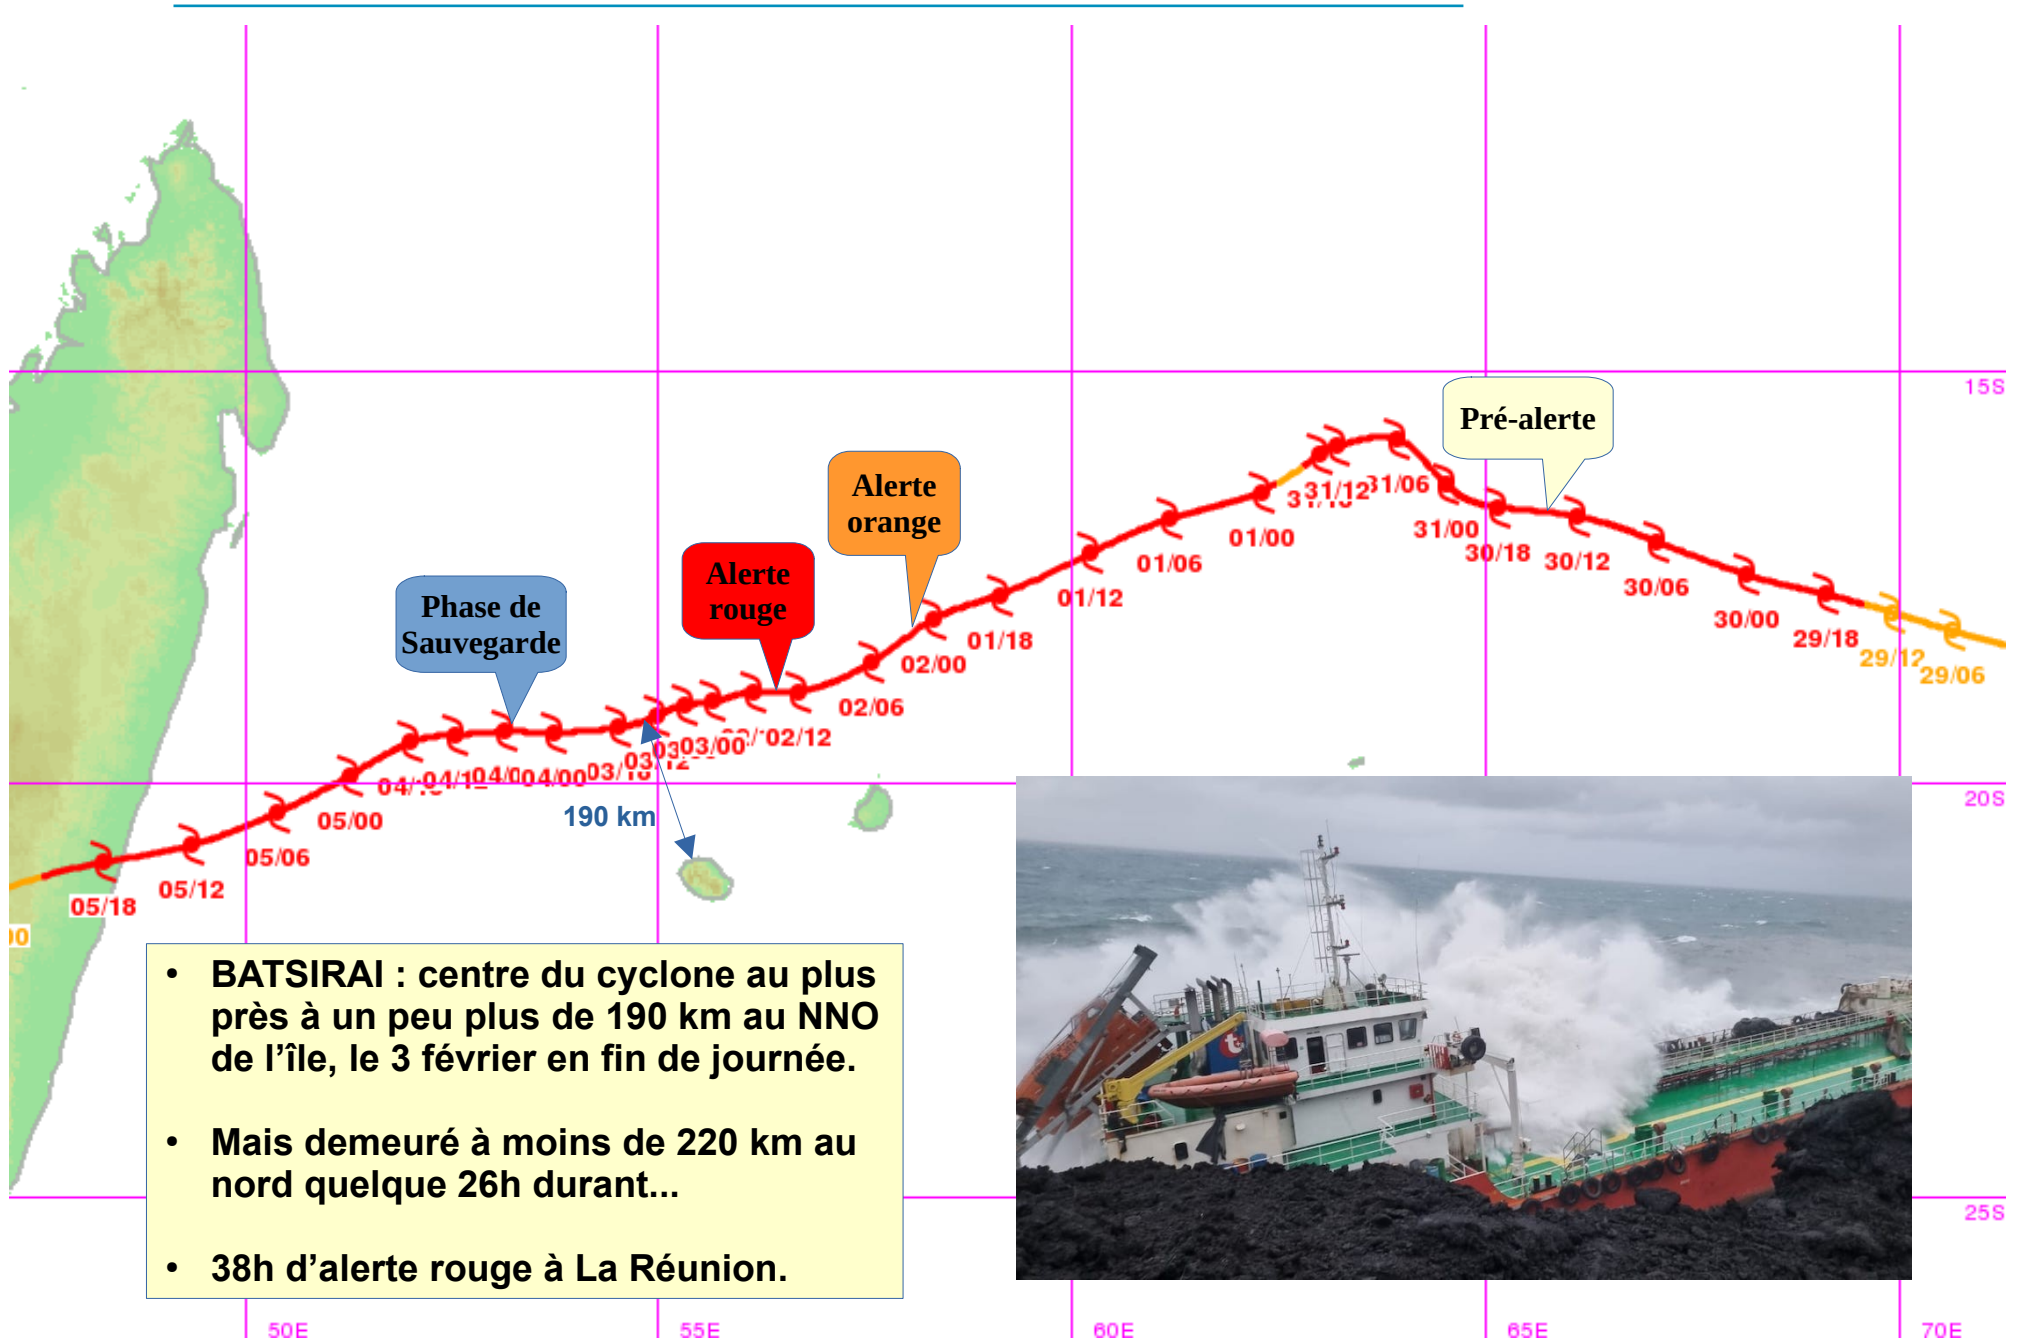 15S
Pré-alerte
Alerte
orange
Alerte
rouge
Phase de
Sauvegarde
31/12
31/06
31/00
30/18
30/12
30/06
30/00
29/18
29/12
29/06
01/00
01/06
01/12
01/18
02/00
02/06
02/12
03/00
04/00
05/00
05/06
05/12
05/18
20S
190 km
• BATSIRAI : centre du cyclone au plus
près à un peu plus de 190 km au NNO
de l’île, le 3 février en fin de journée.
• Mais demeuré à moins de 220 km au
nord quelque 26h durant...
• 38h d’alerte rouge à La Réunion.
25S
50E
55E
60E
65E
70E